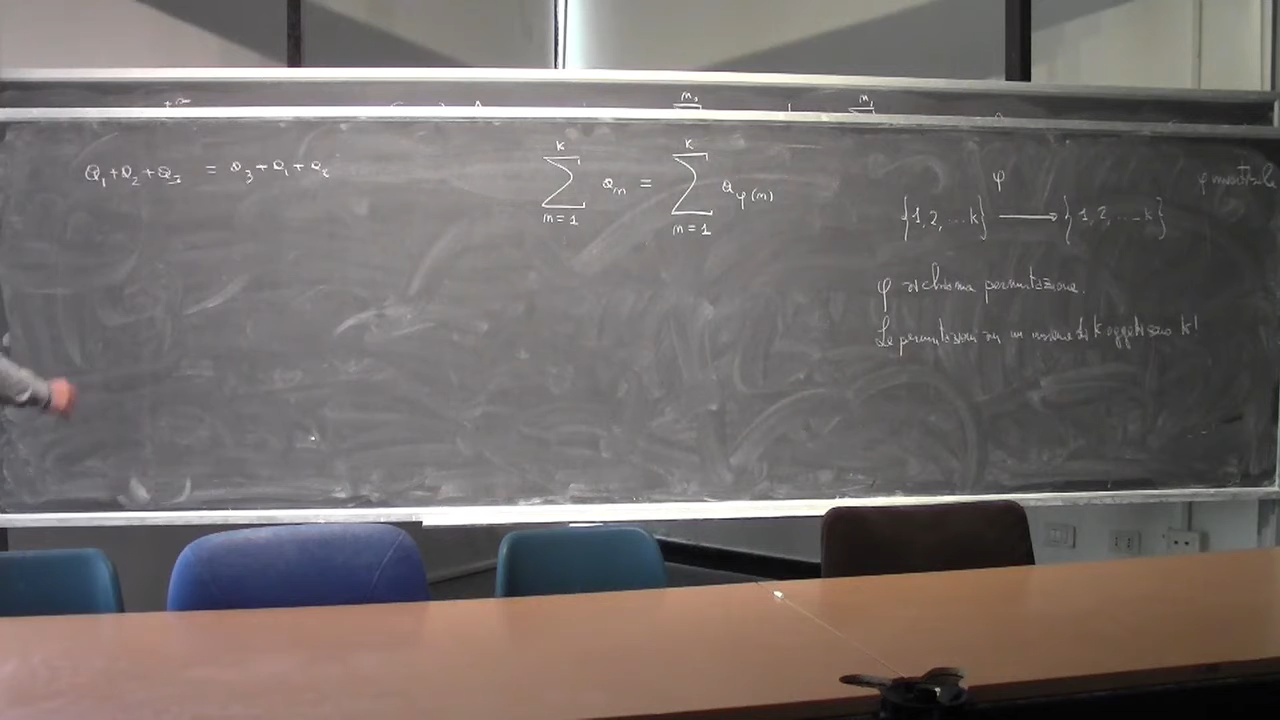 a₁+a₂+a₃ = a₃+a₁+a₂
∑_{n=1}^{k} a_n = ∑_{n=1}^{k} a_{φ(n)}
{1,2,...k} —φ→ {1,2,...k}
φ si chiama permutazione.
Le permutazioni su un insieme di k oggetti sono k!